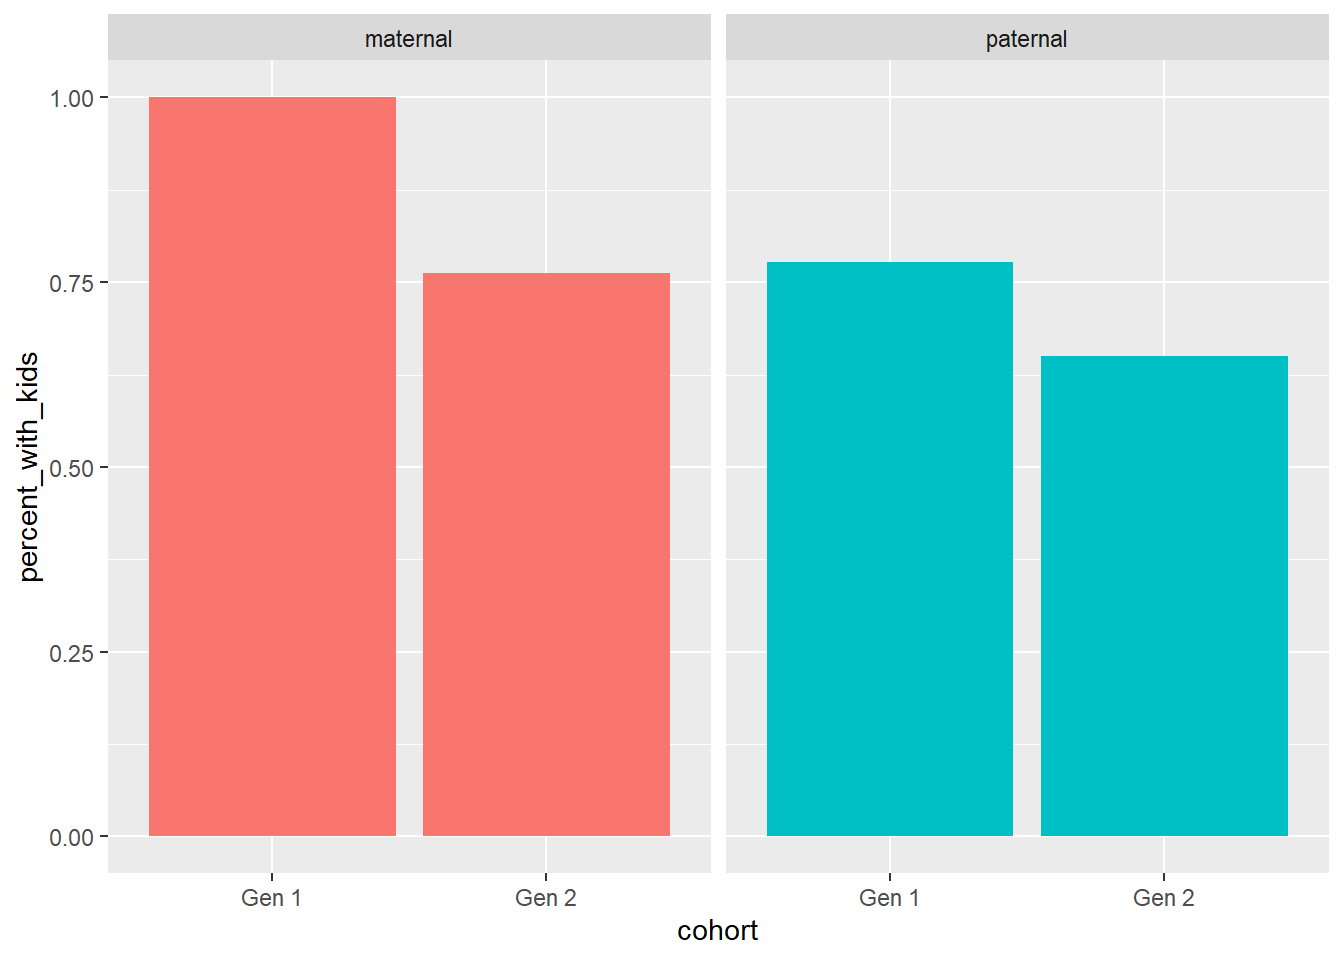 maternal
paternal
percent_with_kids
1.00
0.75
0.50
0.25
0.00
Gen 1
Gen 2
Gen 1
Gen 2
cohort